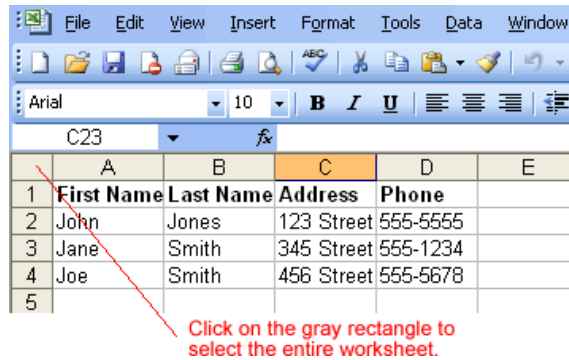 File Edit View Insert Format Tools Data Window
ABC
Arial 10 B I U
C23 fx
A B C D E
1 First Name Last Name Address Phone
2 John Jones 123 Street 555-5555
3 Jane Smith 345 Street 555-1234
4 Joe Smith 456 Street 555-5678
5
Click on the gray rectangle to
select the entire worksheet.